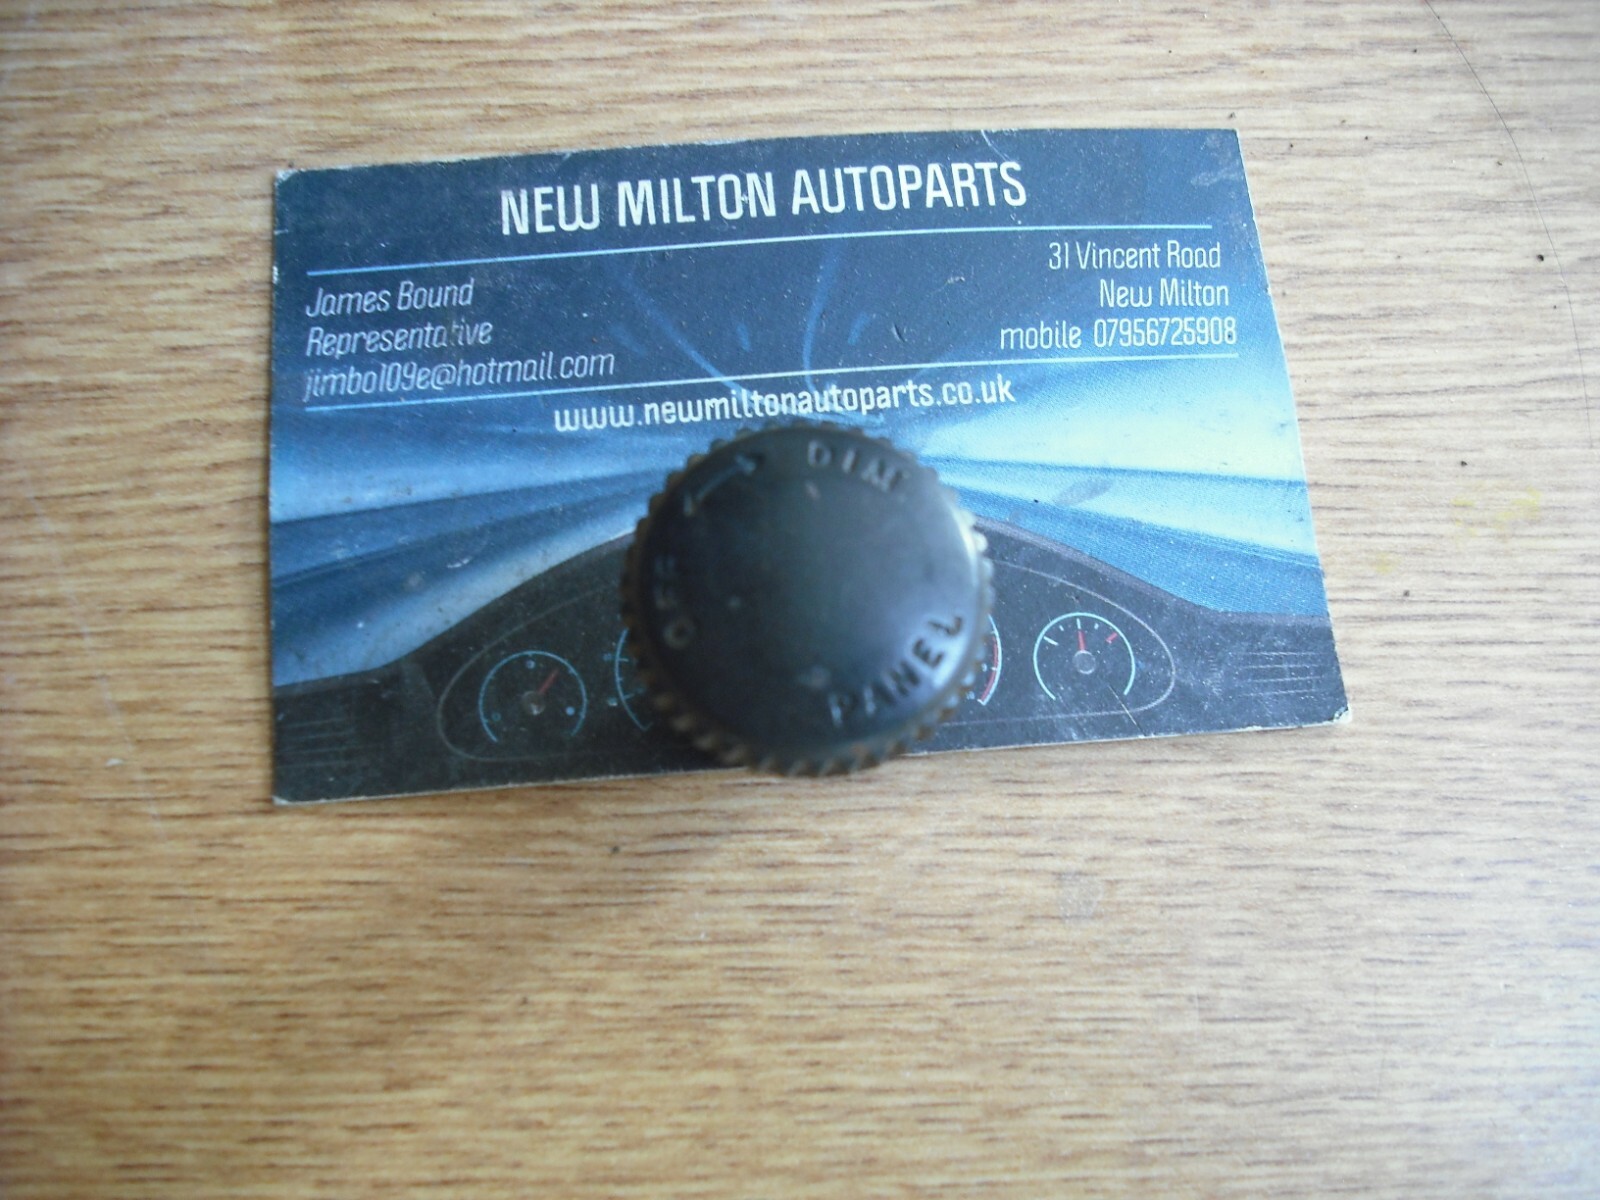 NEW MILTON AUTOPARTS
James Bound
Representative
jimbo109e@hotmail.com
31 Vincent Road
New Milton
mobile 07956725908
www.newmiltonautoparts.co.uk
DIM.
OFF
PANEL